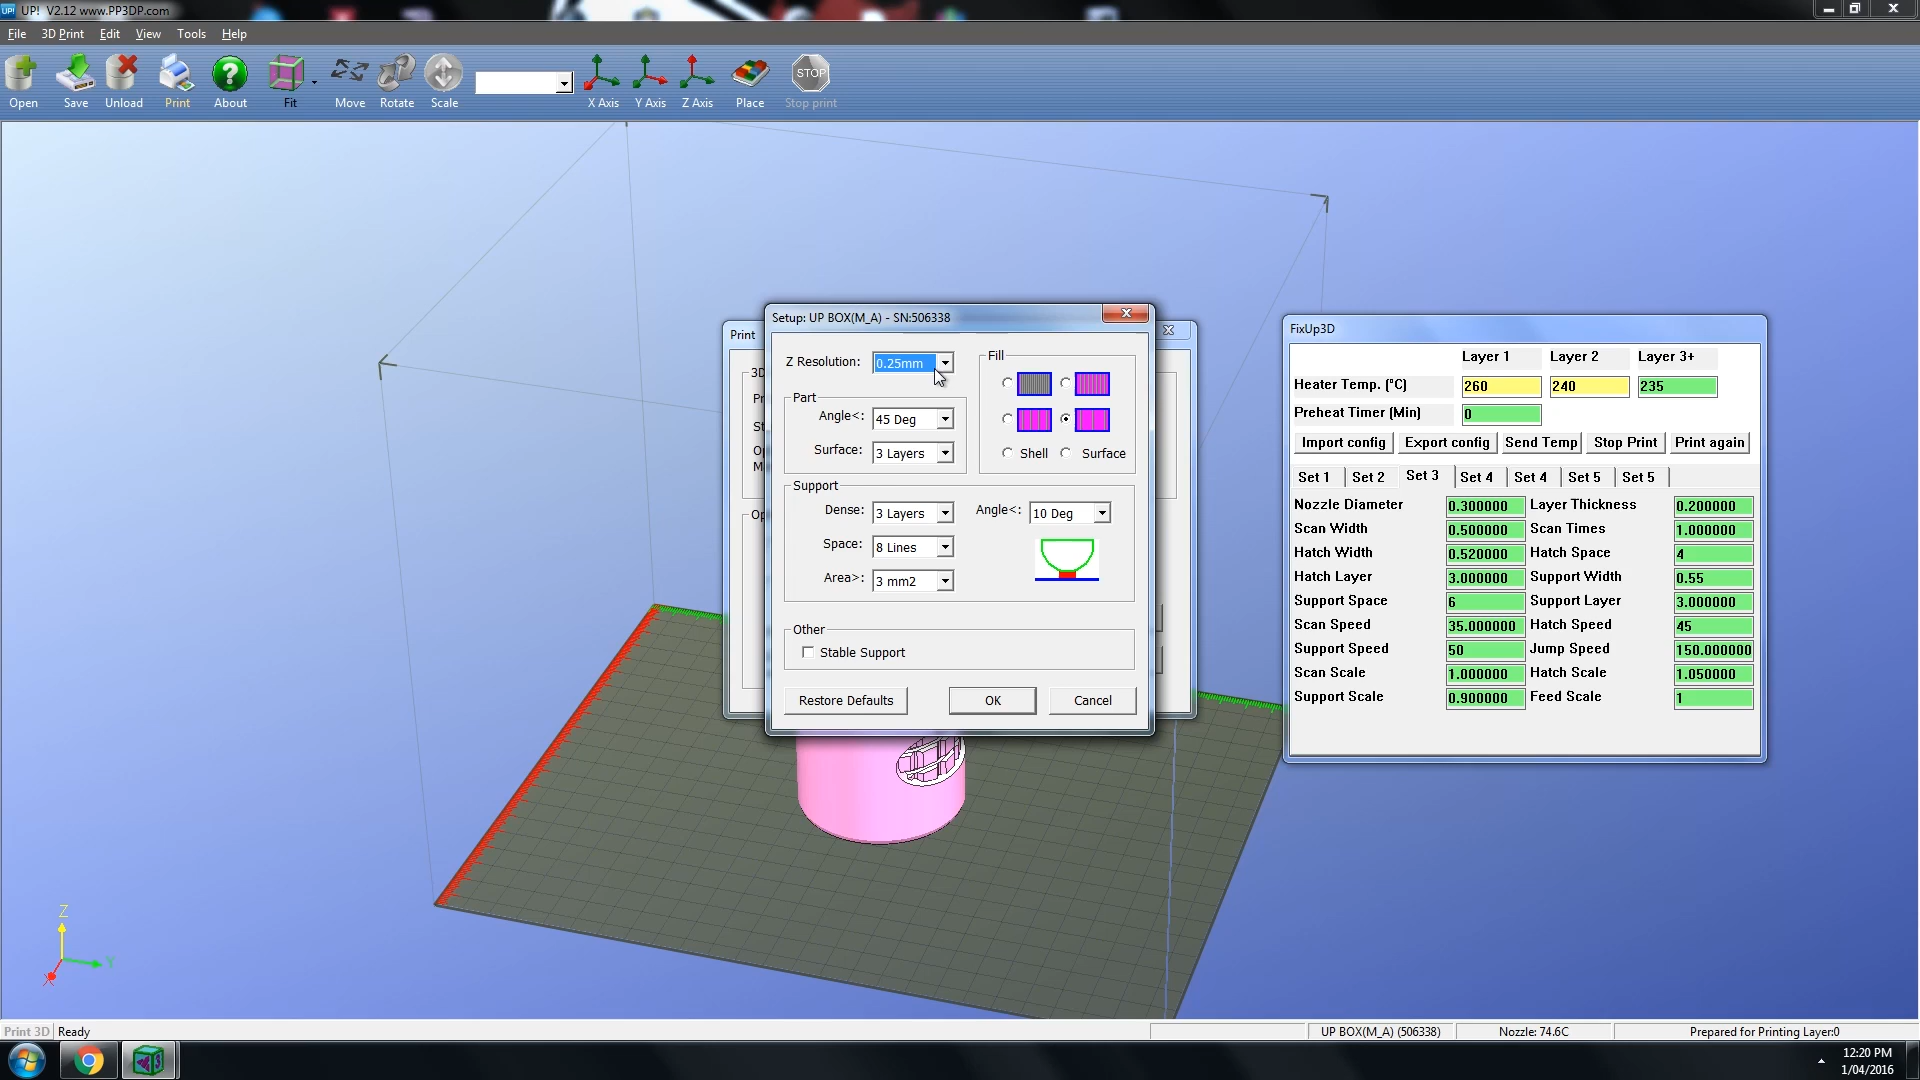 UP! UP! V2.12 www.PP3DP.com
File 3D Print Edit View Tools Help
Open Save Unload Print About Fit Move Rotate Scale X Axis Y Axis Z Axis Place STOP Stop print
Print
3D
Pr
St
Op
M
Op
Setup: UP BOX(M_A) - SN:506338
Z Resolution: 0.25mm
Fill
Part
Angle<: 45 Deg
Surface: 3 Layers
Shell Surface
Support
Dense: 3 Layers Angle<: 10 Deg
Space: 8 Lines
Area>: 3 mm2
Other
Stable Support
Restore Defaults OK Cancel
FixUp3D
Layer 1 Layer 2 Layer 3+
Heater Temp. (°C) 260 240 235
Preheat Timer (Min) 0
Import config Export config Send Temp Stop Print Print again
Set 1 Set 2 Set 3 Set 4 Set 4 Set 5 Set 5
Nozzle Diameter 0.300000 Layer Thickness 0.200000
Scan Width 0.500000 Scan Times 1.000000
Hatch Width 0.520000 Hatch Space 4
Hatch Layer 3.000000 Support Width 0.55
Support Space 6 Support Layer 3.000000
Scan Speed 35.000000 Hatch Speed 45
Support Speed 50 Jump Speed 150.000000
Scan Scale 1.000000 Hatch Scale 1.050000
Support Scale 0.900000 Feed Scale 1
Z
Y
X
Print 3D Ready UP BOX(M_A) (506338) Nozzle: 74.6C Prepared for Printing Layer:0
12:20 PM
1/04/2016